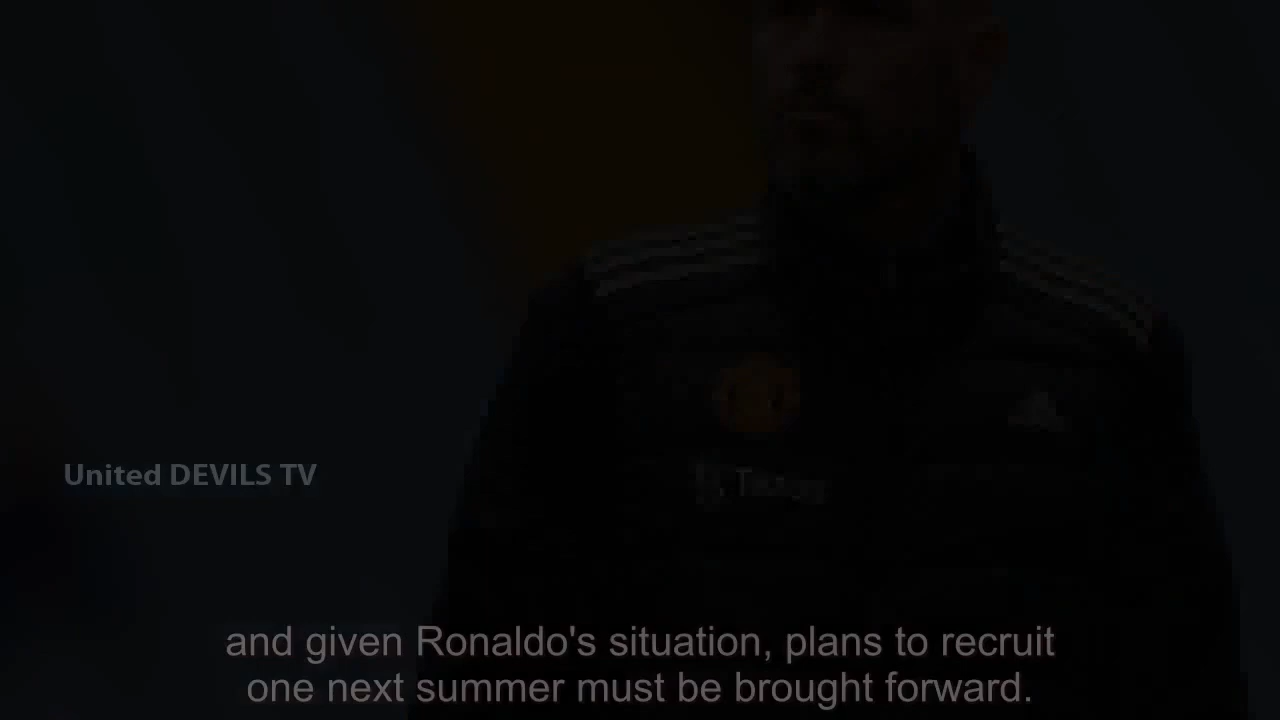 United DEVILS TV
and given Ronaldo's situation, plans to recruit
one next summer must be brought forward.